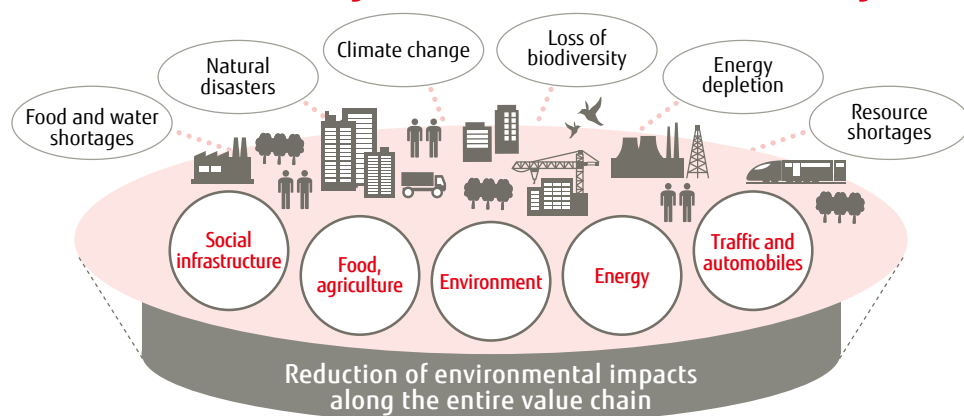 Climate change
Loss of
biodiversity
Natural
disasters
Energy
depletion
Food and water
shortages
Resource
shortages
Social
infrastructure
Food,
agriculture
Environment
Energy
Traffic and
automobiles
Reduction of environmental impacts
along the entire value chain